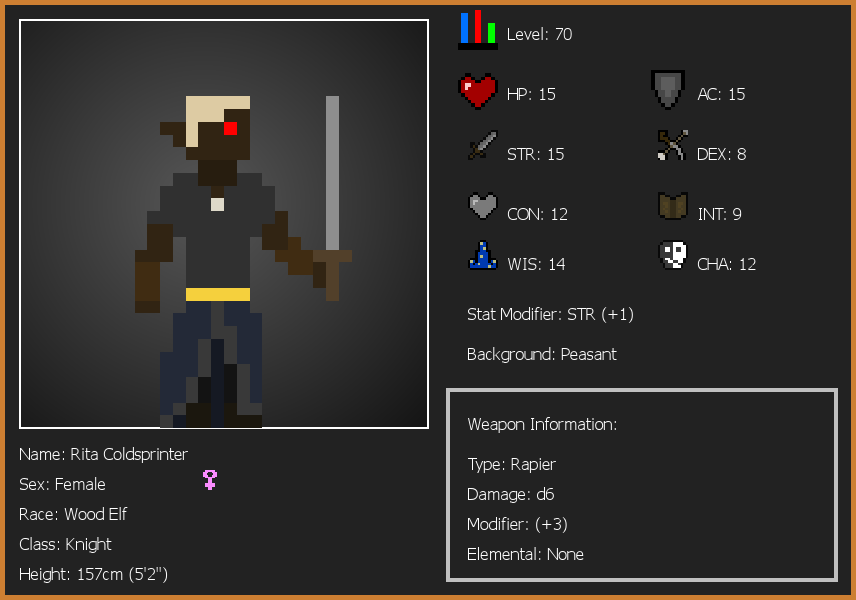 Level: 70
HP: 15
AC: 15
STR: 15
DEX: 8
CON: 12
INT: 9
WIS: 14
CHA: 12
Stat Modifier: STR (+1)
Background: Peasant
Weapon Information:
Type: Rapier
Damage: d6
Modifier: (+3)
Elemental: None
Name: Rita Coldsprinter
Sex: Female
Race: Wood Elf
Class: Knight
Height: 157cm (5'2")